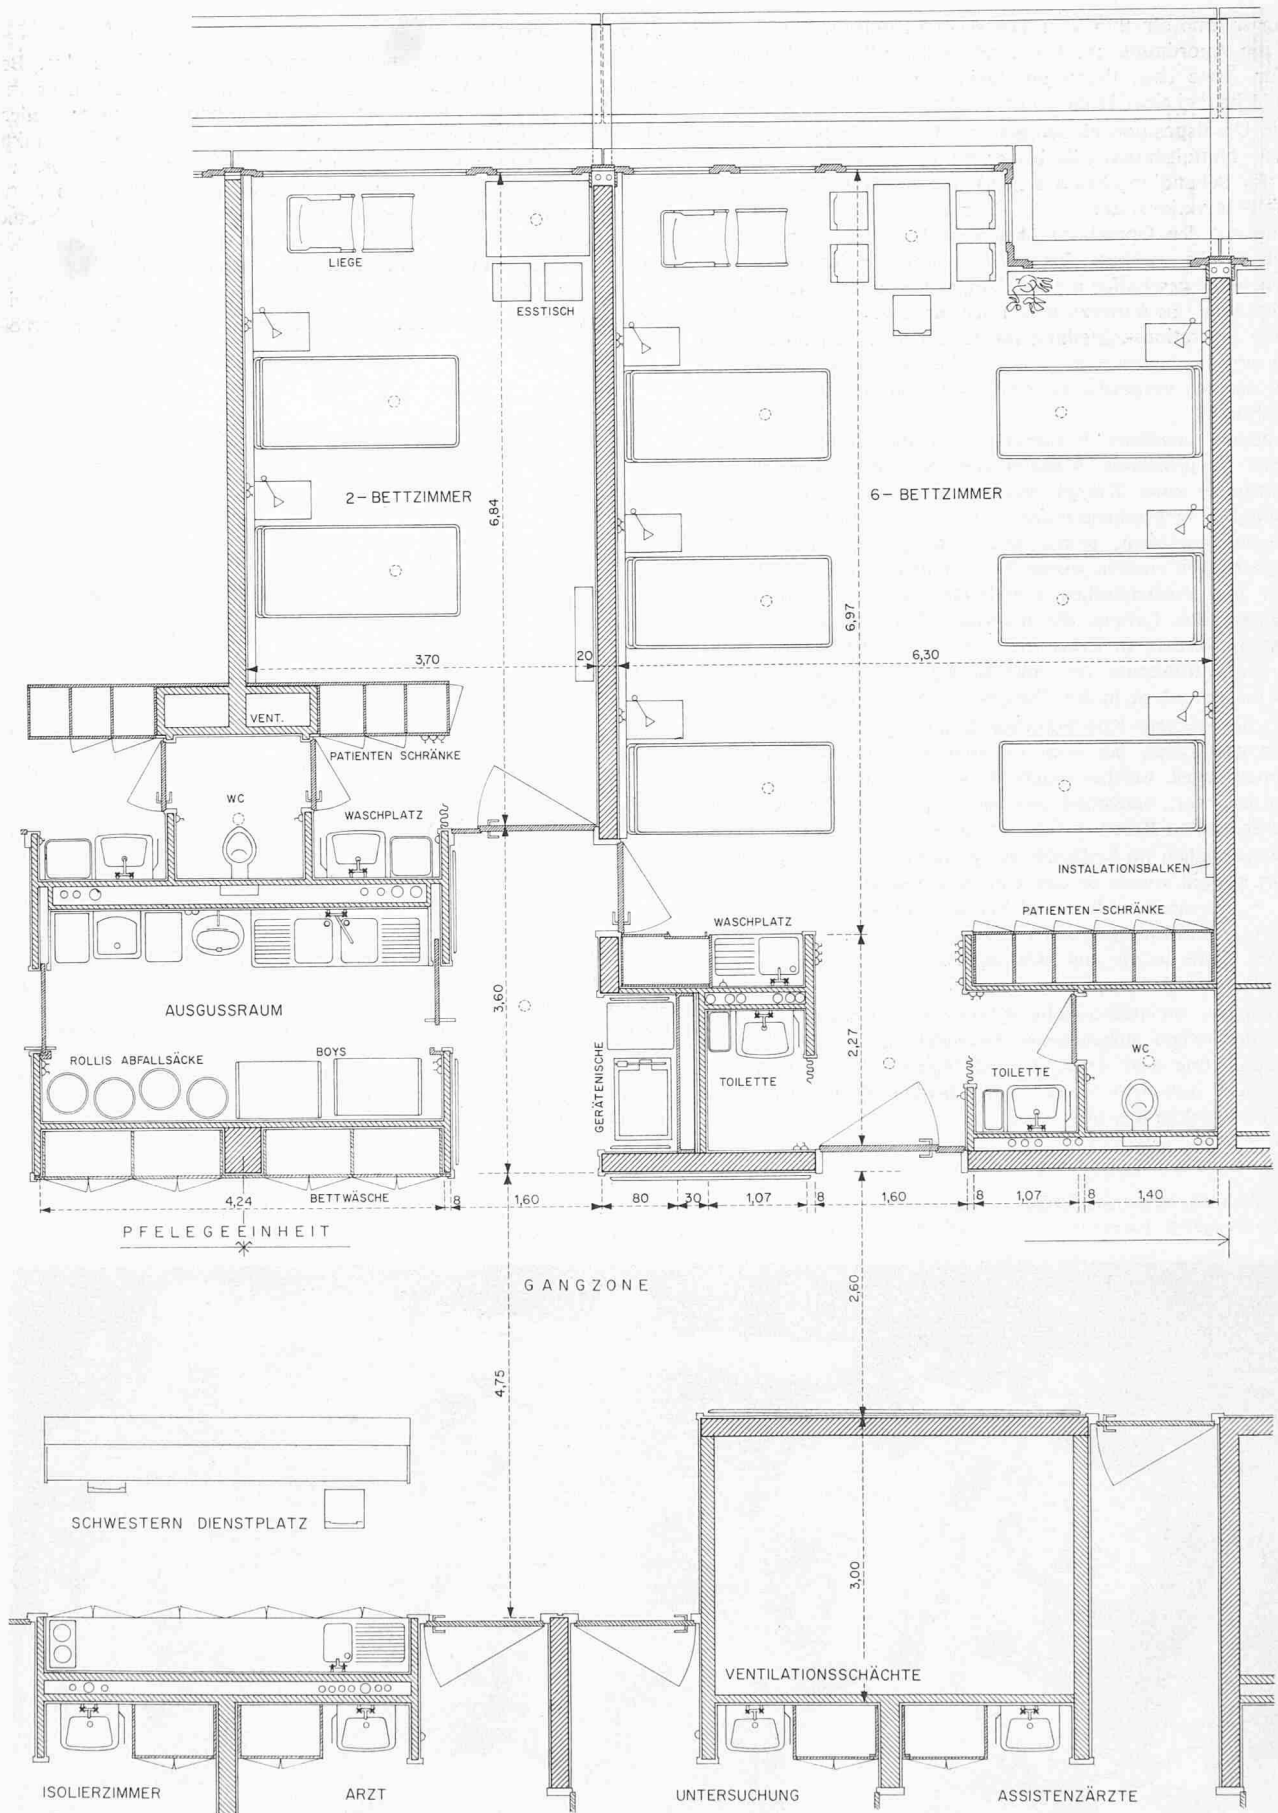 LIEGE
ESSTISCH
2-BETTZIMMER
6-BETTZIMMER
6,84
6,97
3,70
20
6,30
VENT.
PATIENTEN SCHRÄNKE
WC
WASCHPLATZ
INSTALATIONSBALKEN
PATIENTEN-SCHRÄNKE
WASCHPLATZ
AUSGUSSRAUM
3,60
2,27
GERÄTENISCHE
ROLLIS ABFALLSÄCKE
BOYS
TOILETTE
TOILETTE
WC
4,24
BETTWÄSCHE
8
1,60
80
30
1,07
8
1,60
8
1,07
8
1,40
PFELEGEEINHEIT
GANGZONE
2,60
4,75
SCHWESTERN DIENSTPLATZ
3,00
VENTILATIONSSCHÄCHTE
ISOLIERZIMMER
ARZT
UNTERSUCHUNG
ASSISTENZÄRZTE